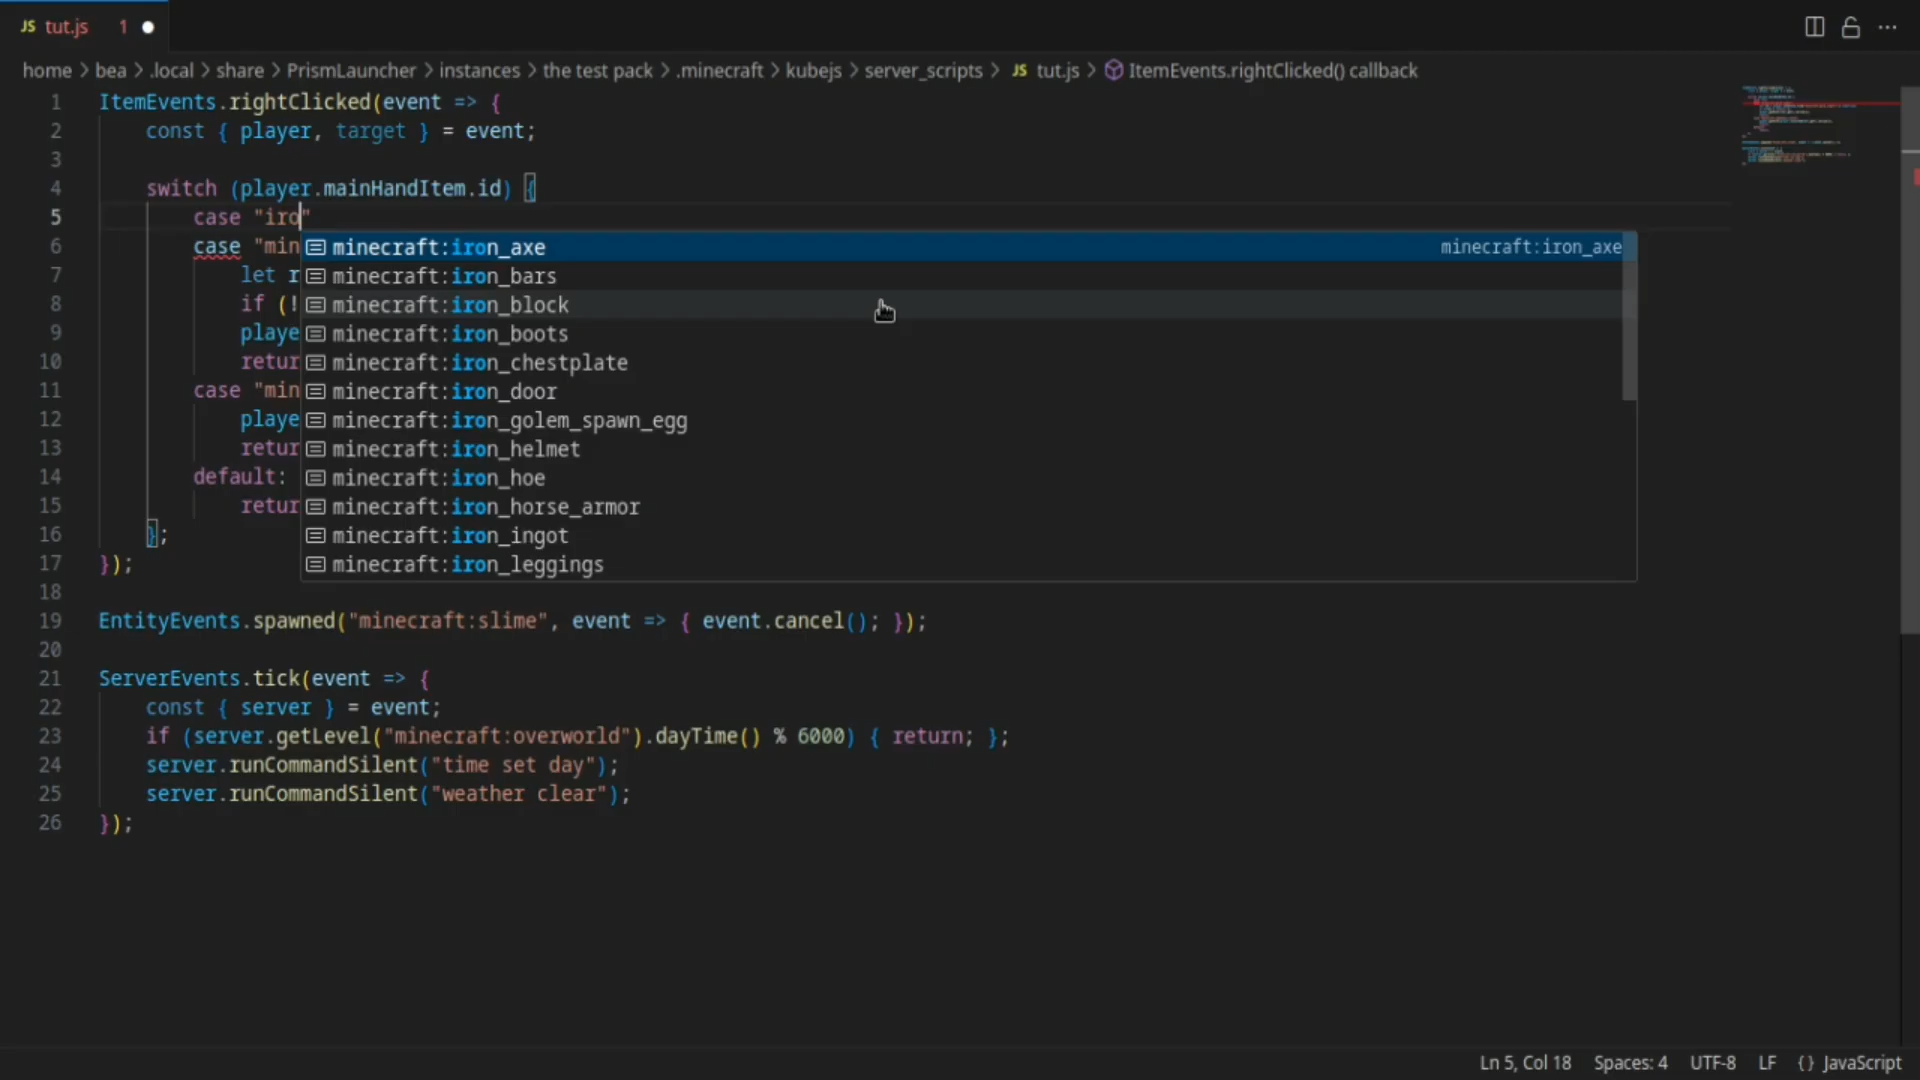 JS tut.js 1
home > bea > .local > share > PrismLauncher > instances > the test pack > .minecraft > kubejs > server_scripts > JS tut.js > ItemEvents.rightClicked() callback
1 ItemEvents.rightClicked(event => {
2 const { player, target } = event;
3
4 switch (player.mainHandItem.id) {
5 case "iro"
6 case "min
minecraft:iron_axe minecraft:iron_axe
7 let r
minecraft:iron_bars
8 if (!
minecraft:iron_block
9 playe
minecraft:iron_boots
10 retur
minecraft:iron_chestplate
11 case "min
minecraft:iron_door
12 playe
minecraft:iron_golem_spawn_egg
13 retur
minecraft:iron_helmet
14 default:
minecraft:iron_hoe
15 retur
minecraft:iron_horse_armor
16 };
minecraft:iron_ingot
17 });
minecraft:iron_leggings
18
19 EntityEvents.spawned("minecraft:slime", event => { event.cancel(); });
20
21 ServerEvents.tick(event => {
22 const { server } = event;
23 if (server.getLevel("minecraft:overworld").dayTime() % 6000) { return; };
24 server.runCommandSilent("time set day");
25 server.runCommandSilent("weather clear");
26 });
Ln 5, Col 18 Spaces: 4 UTF-8 LF {} JavaScript